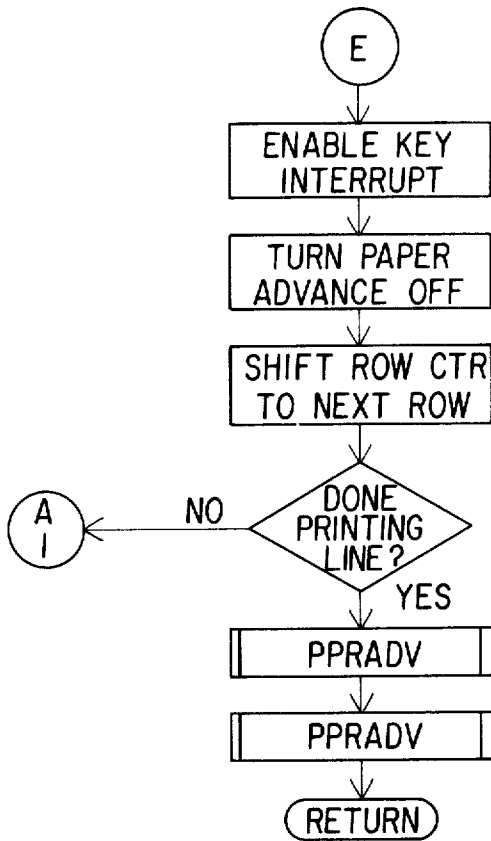 E
ENABLE KEY
INTERRUPT
TURN PAPER
ADVANCE OFF
SHIFT ROW CTR
TO NEXT ROW
DONE
PRINTING
LINE?
NO
A
1
YES
PPRADV
PPRADV
RETURN